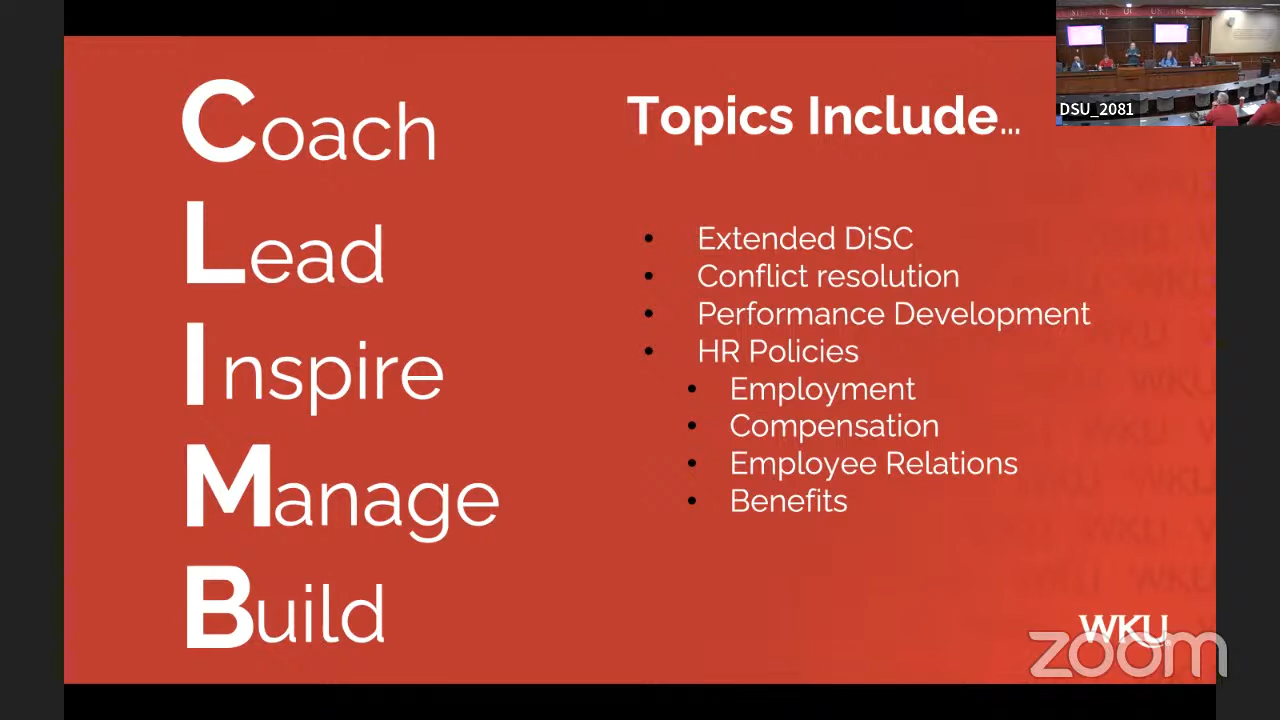 Coach
Lead
Inspire
Manage
Build
Topics Include...
• Extended DiSC
• Conflict resolution
• Performance Development
• HR Policies
• Employment
• Compensation
• Employee Relations
• Benefits
DSU_2081
WKU
zoom